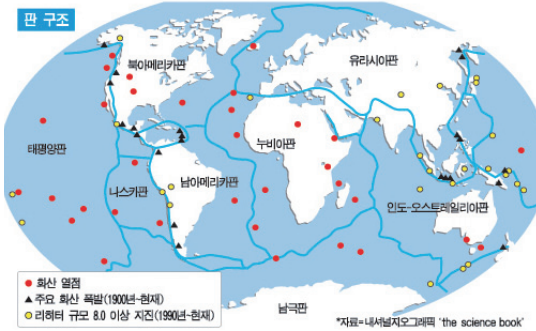 판 구조
북아메리카판
유라시아판
태평양판
누비아판
나스카판
남아메리카판
인도-오스트레일리아판
남극판
화산 열점
주요 화산 폭발(1900년~현재)
리히터 규모 8.0 이상 지진(1990년~현재)
*자료=내셔널지오그래픽 'the science book'